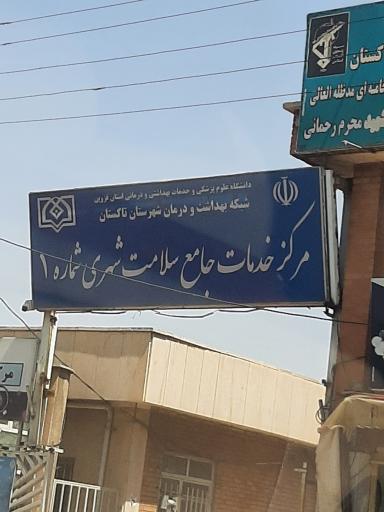 دانشگاه علوم پزشکی و خدمات بهداشتی و درمانی استان قزوین
شبکه بهداشت و درمان شهرستان تاکستان
مرکز خدمات جامع سلامت شهری شماره ۱
کستان
خامنه ای مدظله العالی
محرم رحمانی
مرک